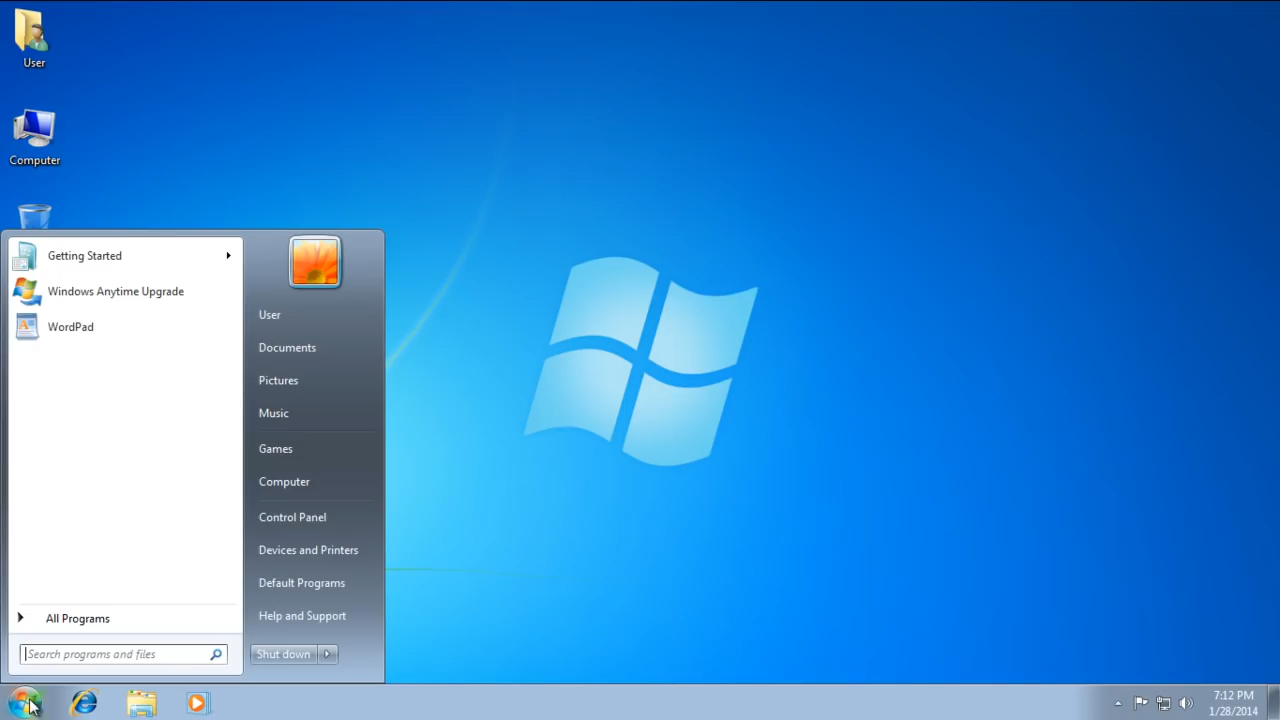 User
Computer
Getting Started
Windows Anytime Upgrade
WordPad
All Programs
Search programs and files
User
Documents
Pictures
Music
Games
Computer
Control Panel
Devices and Printers
Default Programs
Help and Support
Shut down
7:12 PM
1/28/2014